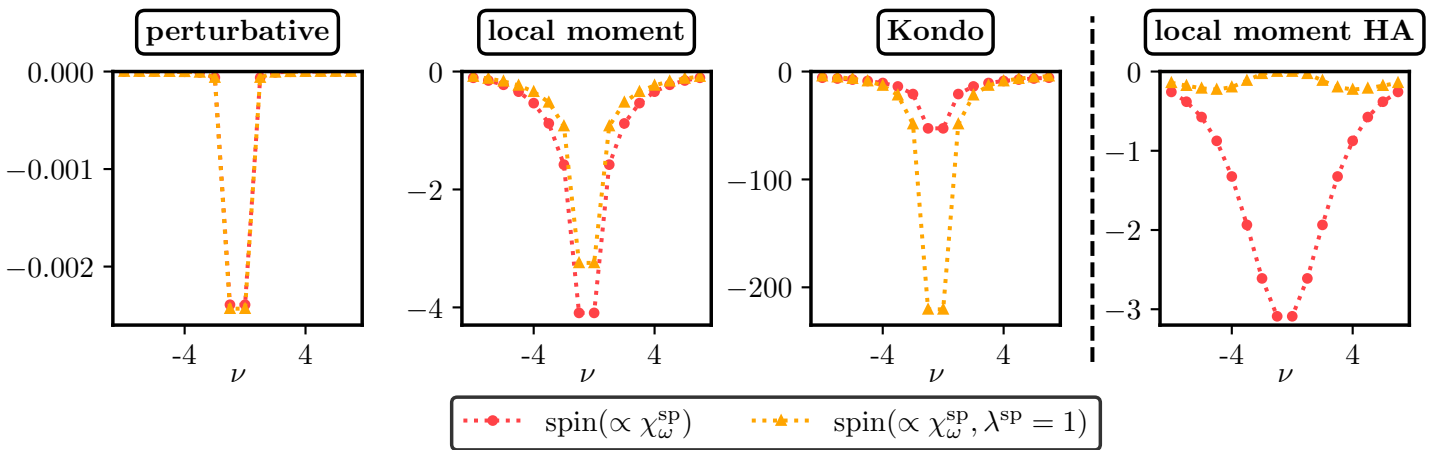 perturbative
local moment
Kondo
local moment HA
0.000
−0.001
−0.002
-4
4
ν
0
−2
−4
-4
4
ν
0
−100
−200
-4
4
ν
0
−1
−2
−3
-4
4
ν
spin(∝ χ^sp_ω)
spin(∝ χ^sp_ω, λ^sp = 1)